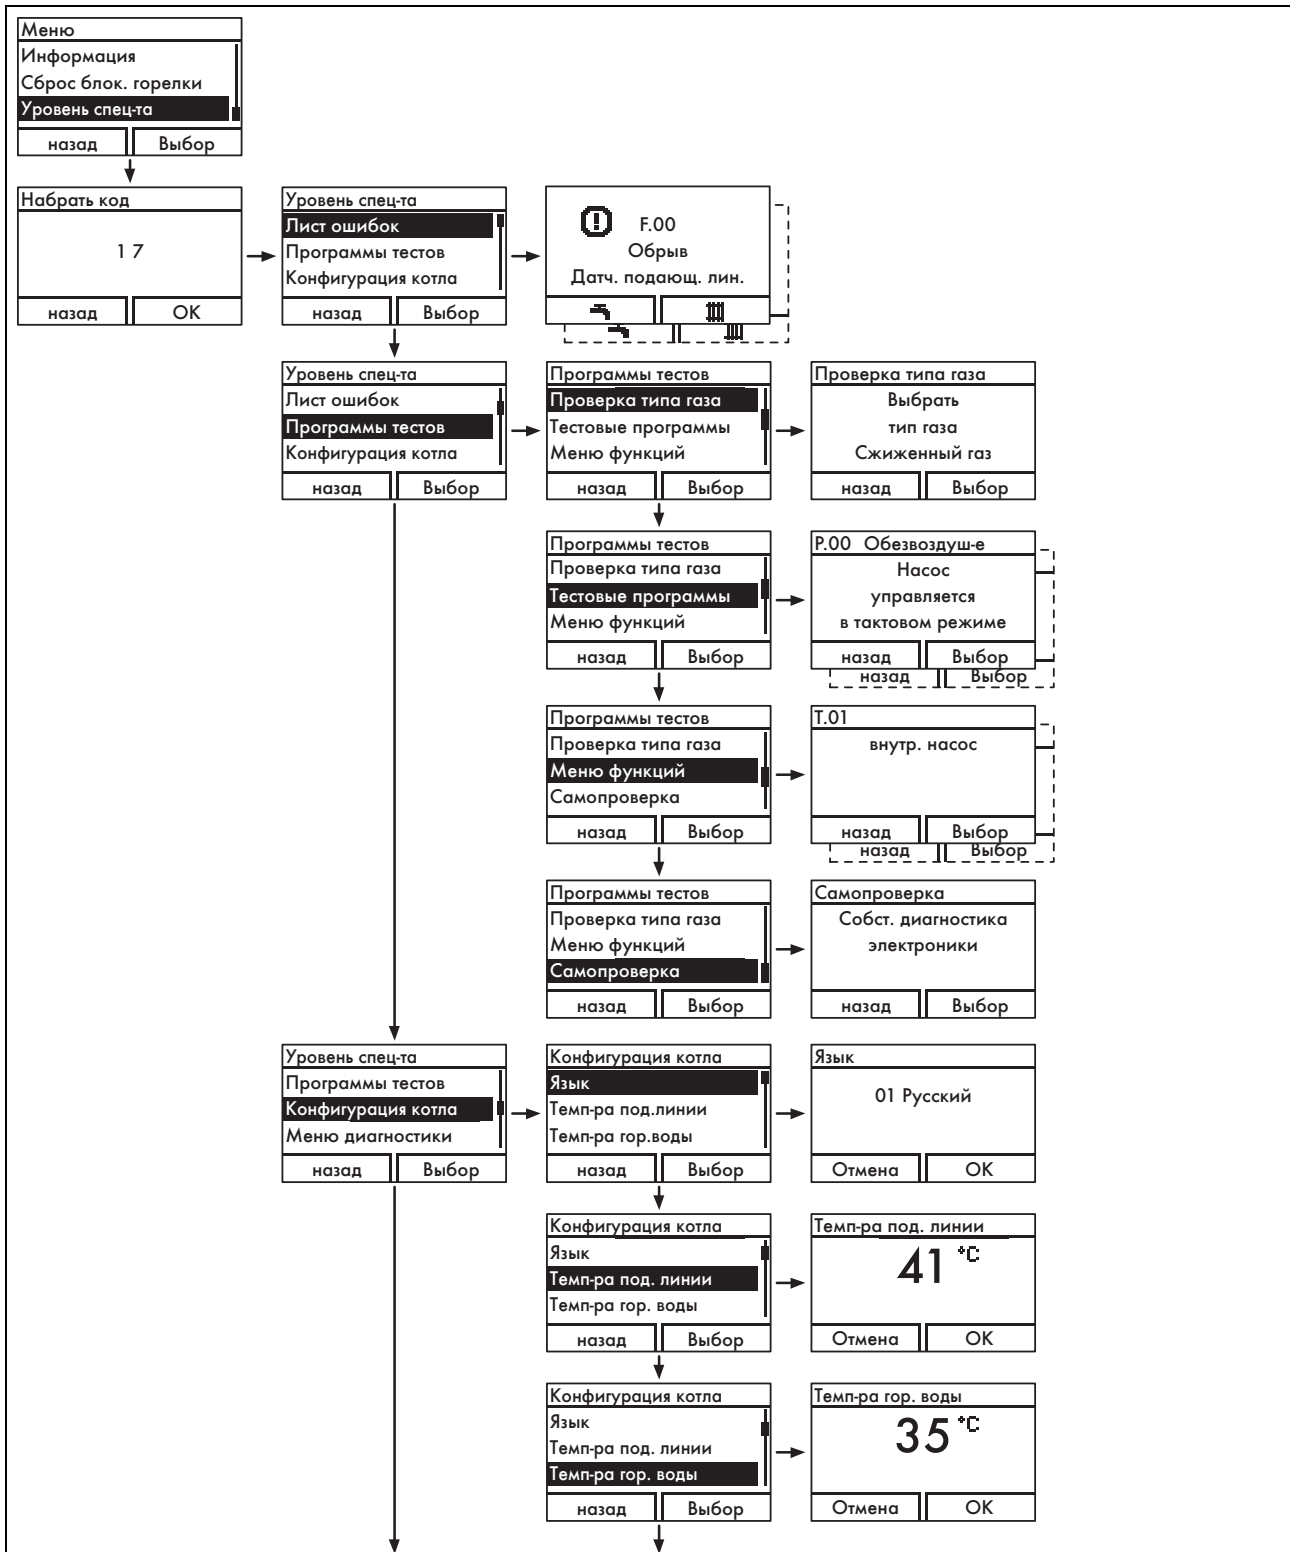 Меню
Информация
Сброс блок. горелки
Уровень спец-та
назад Выбор
Набрать код
1 7
назад OK
Уровень спец-та
Лист ошибок
Программы тестов
Конфигурация котла
назад Выбор
F.00
Обрыв
Датч. подающ. лин.
Уровень спец-та
Лист ошибок
Программы тестов
Конфигурация котла
назад Выбор
Программы тестов
Проверка типа газа
Тестовые программы
Меню функций
назад Выбор
Проверка типа газа
Выбрать
тип газа
Сжиженный газ
назад Выбор
Программы тестов
Проверка типа газа
Тестовые программы
Меню функций
назад Выбор
P.00 Обезвоздуш-е
Насос
управляется
в тактовом режиме
назад Выбор
назад Выбор
Программы тестов
Проверка типа газа
Меню функций
Самопроверка
назад Выбор
T.01
внутр. насос
назад Выбор
назад Выбор
Программы тестов
Проверка типа газа
Меню функций
Самопроверка
назад Выбор
Самопроверка
Собст. диагностика
электроники
назад Выбор
Уровень спец-та
Программы тестов
Конфигурация котла
Меню диагностики
назад Выбор
Конфигурация котла
Язык
Темп-ра под.линии
Темп-ра гор.воды
назад Выбор
Язык
01 Русский
Отмена OK
Конфигурация котла
Язык
Темп-ра под. линии
Темп-ра гор. воды
назад Выбор
Темп-ра под. линии
41 °C
Отмена OK
Конфигурация котла
Язык
Темп-ра под. линии
Темп-ра гор. воды
назад Выбор
Темп-ра гор. воды
35 °C
Отмена OK